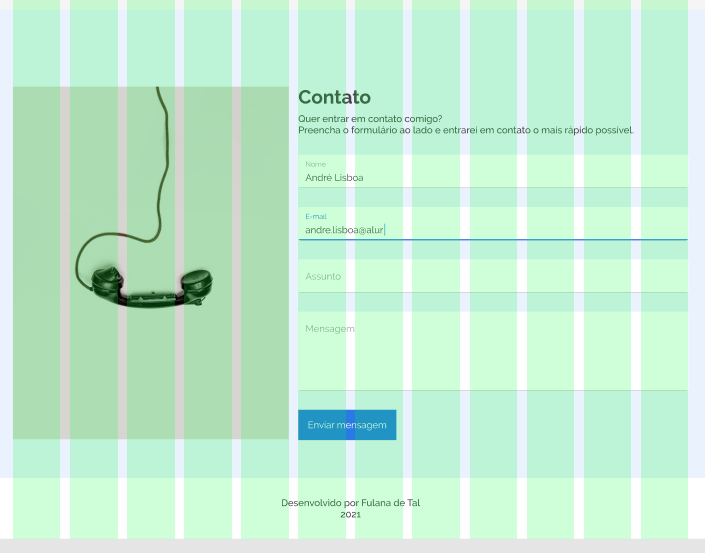 Contato
Quer entrar em contato comigo?
Preencha o formulário ao lado e entrarei em contato o mais rápido possível.
Nome
André Lisboa
E-mail
andre.lisboa@alur
Assunto
Mensagem
Enviar mensagem
Desenvolvido por Fulana de Tal
2021